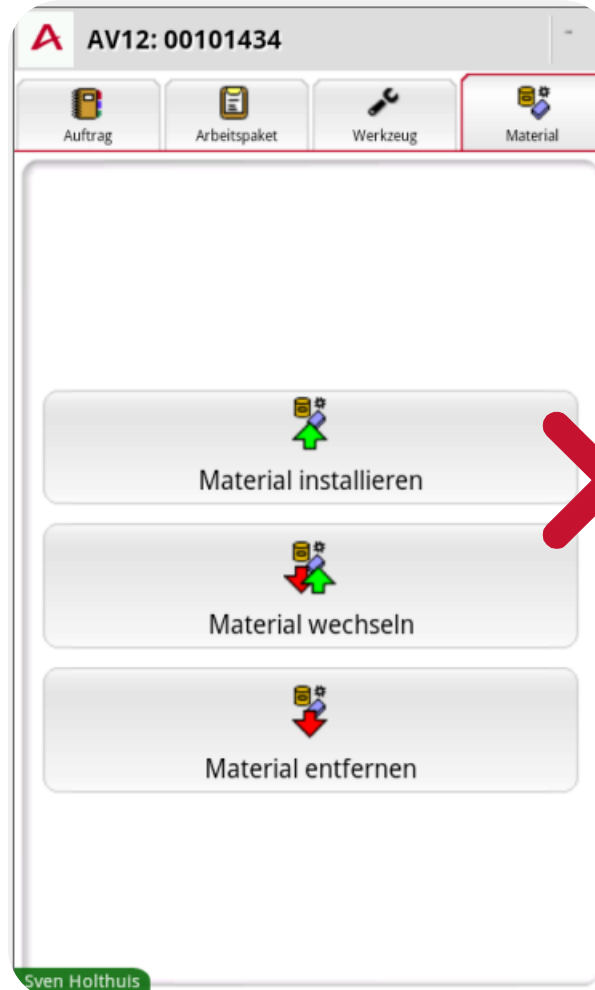 AV12: 00101434
-
Auftrag
Arbeitspaket
Werkzeug
Material
Material installieren
Material wechseln
Material entfernen
Sven Holthuis